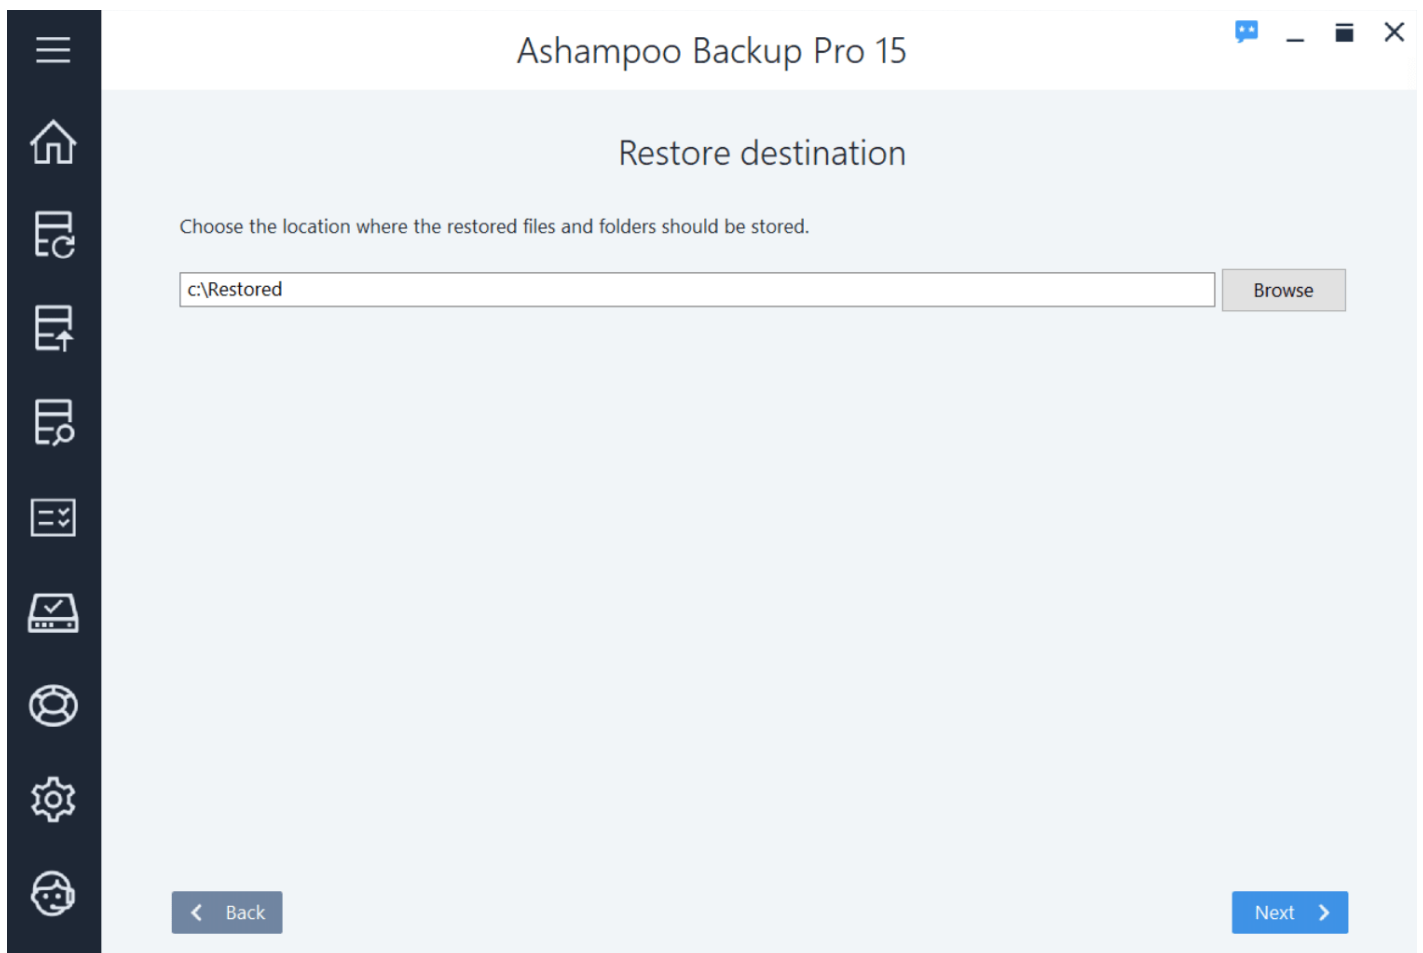 Ashampoo Backup Pro 15
Restore destination
Choose the location where the restored files and folders should be stored.
c:\Restored
Browse
Back
Next